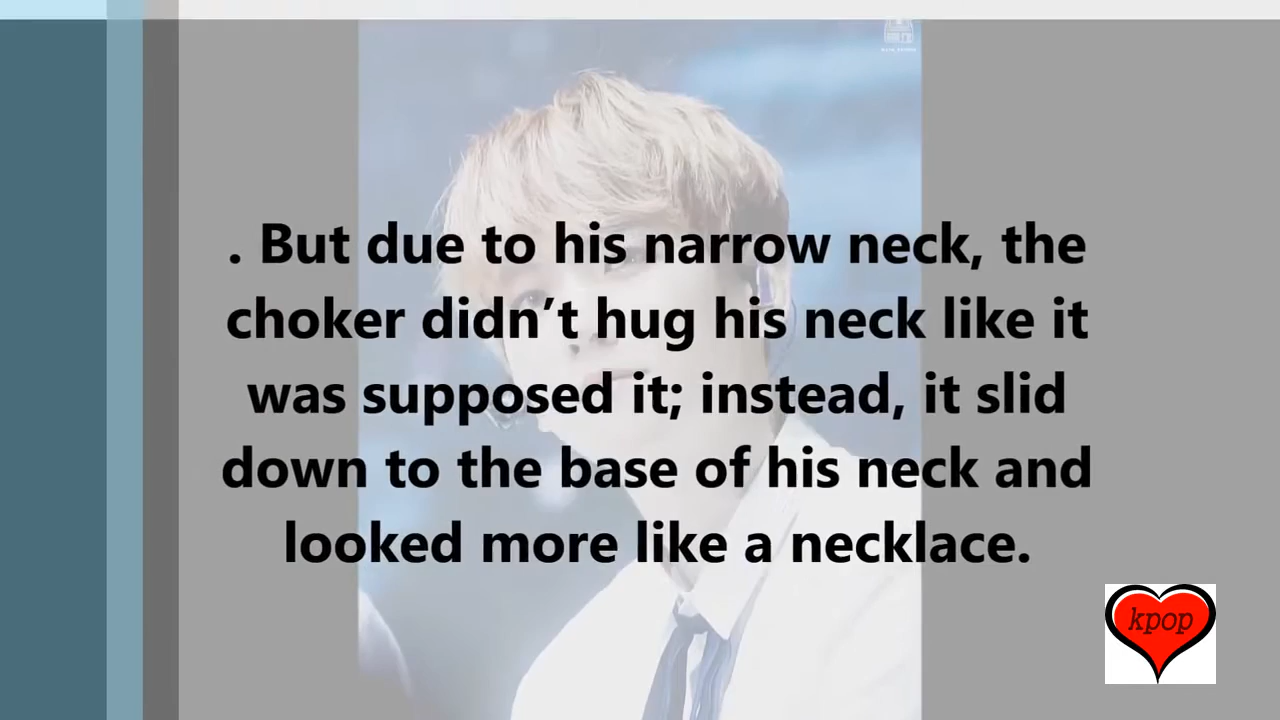 . But due to his narrow neck, the
choker didn’t hug his neck like it
was supposed it; instead, it slid
down to the base of his neck and
looked more like a necklace.
kpop